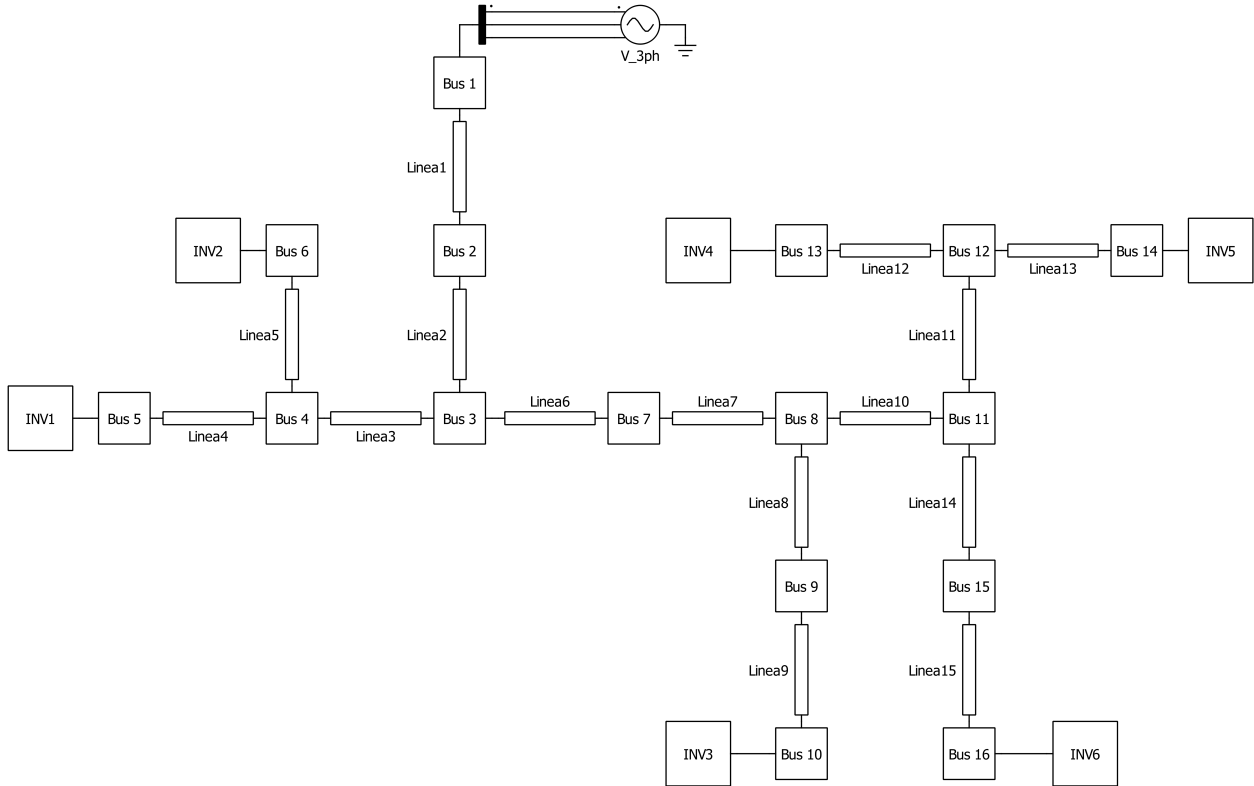 V_3ph
Bus 1
Linea1
INV2
Bus 6
Bus 2
INV4
Bus 13
Linea12
Bus 12
Linea13
Bus 14
INV5
Linea5
Linea2
Linea11
INV1
Bus 5
Linea4
Bus 4
Linea3
Bus 3
Linea6
Bus 7
Linea7
Bus 8
Linea10
Bus 11
Linea8
Linea14
Bus 9
Bus 15
Linea9
Linea15
INV3
Bus 10
Bus 16
INV6